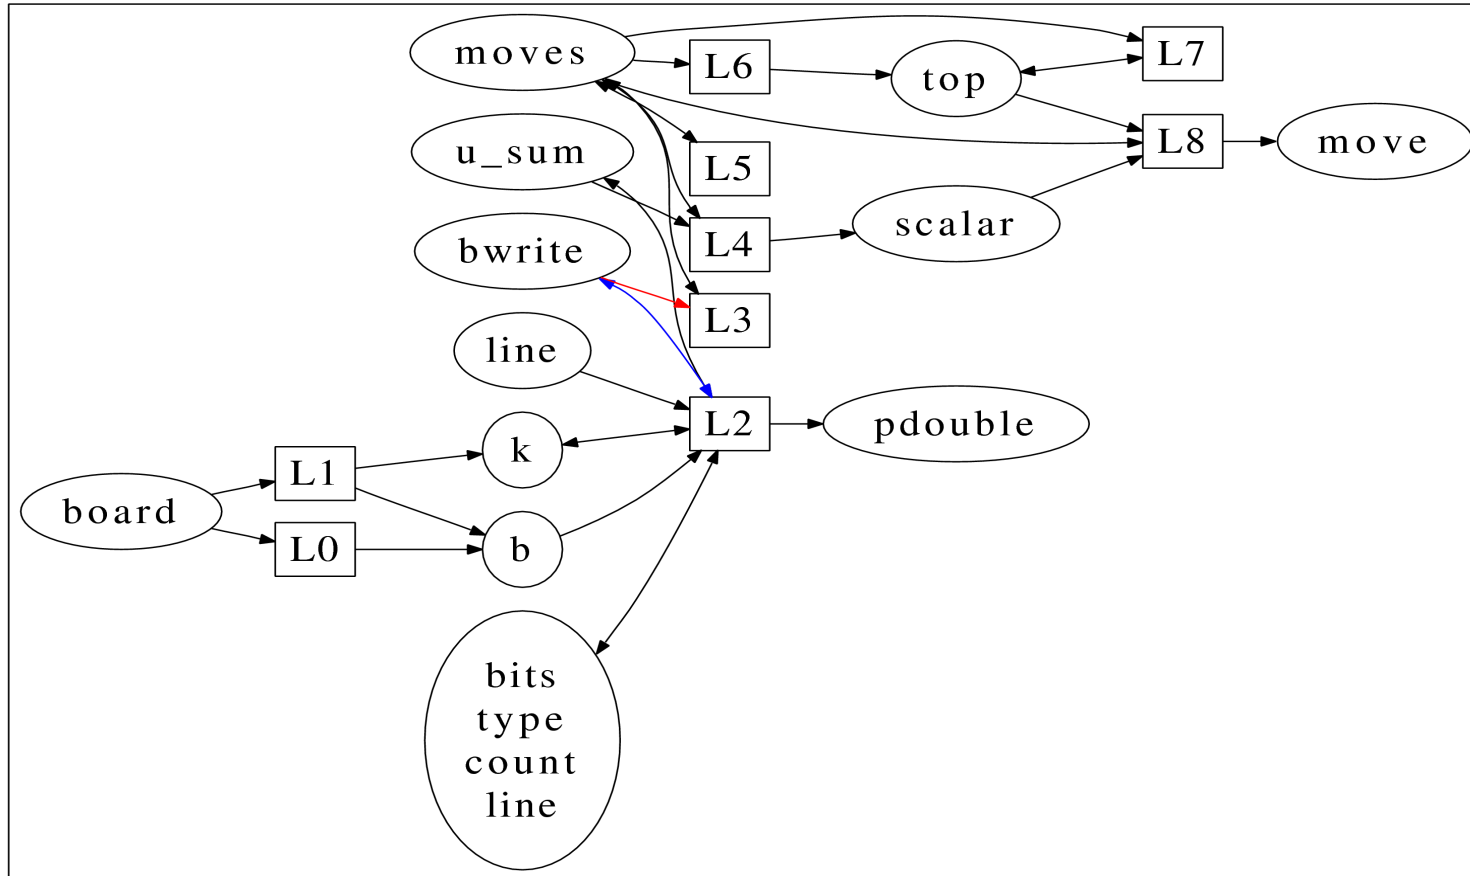 moves
L6
top
L7
u_sum
L5
L8
move
bwrite
L4
scalar
L3
line
L2
pdouble
k
L1
board
L0
b
bits
type
count
line